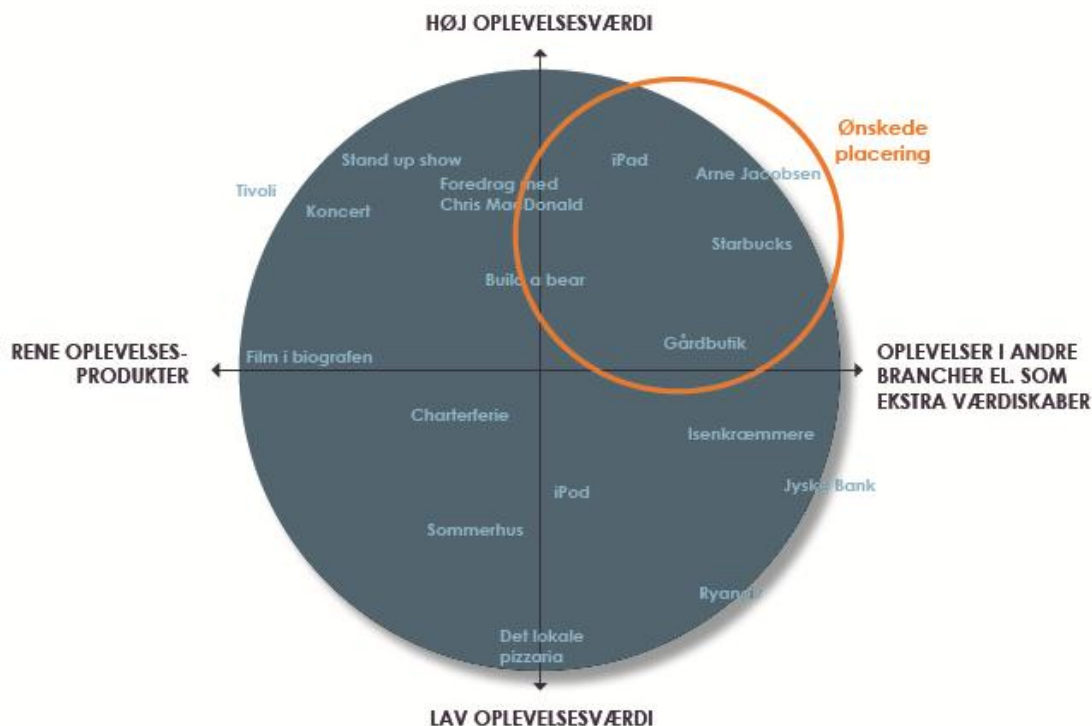 HØJ OPLEVELSESVÆRDI
Ønskede
placering
Stand up show
iPad
Arne Jacobsen
Tivoli
Foredrag med
Chris MacDonald
Koncert
Starbucks
Build a bear
RENE OPLEVELSES-
PRODUKTER
Film i biografen
Gårdbutik
OPLEVELSER I ANDRE
BRANCHER EL. SOM
EKSTRA VÆRDISKABER
Charterferie
Isenkræmmere
Jyske Bank
iPod
Sommerhus
Ryanair
Det lokale
pizzaria
LAV OPLEVELSESVÆRDI